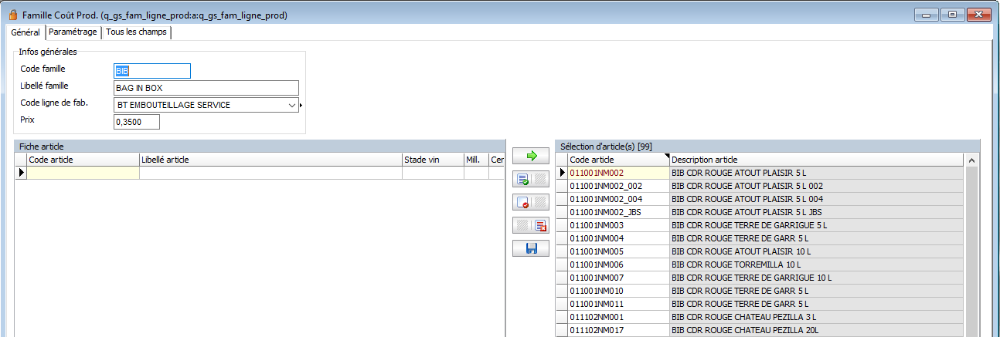 Famille Coût Prod. (q_gs_fam_ligne_prod:a:q_gs_fam_ligne_prod)
Général Paramétrage Tous les champs
Infos générales
Code famille BIB
Libellé famille BAG IN BOX
Code ligne de fab. BT EMBOUTEILLAGE SERVICE
Prix 0,3500
Fiche article
Code article Libellé article Stade vin Mill. Cer
Sélection d'article(s) [99]
Code article Description article
011001NM002 BIB CDR ROUGE ATOUT PLAISIR 5 L
011001NM002_002 BIB CDR ROUGE ATOUT PLAISIR 5 L 002
011001NM002_004 BIB CDR ROUGE ATOUT PLAISIR 5 L 004
011001NM002_JBS BIB CDR ROUGE ATOUT PLAISIR 5 L JBS
011001NM003 BIB CDR ROUGE TERRE DE GARRIGUE 5 L
011001NM004 BIB CDR ROUGE TERRE DE GARR 5 L
011001NM005 BIB CDR ROUGE ATOUT PLAISIR 10 L
011001NM006 BIB CDR ROUGE TORREMILLA 10 L
011001NM007 BIB CDR ROUGE TERRE DE GARRIGUE 10 L
011001NM010 BIB CDR ROUGE TERRE DE GARR 5 L
011001NM011 BIB CDR ROUGE TERRE DE GARR 5 L
011102NM001 BIB CDR ROUGE CHATEAU PEZILLA 3 L
011102NM017 BIB CDR ROUGE CHATEAU PEZILLA 20L